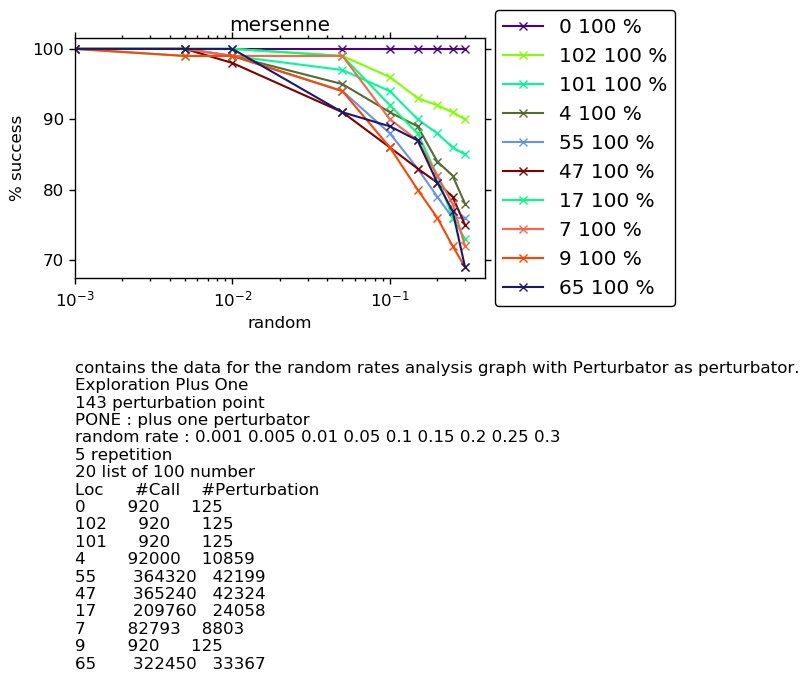 mersenne
100
90
80
70
% success
10⁻³
10⁻²
10⁻¹
random
0 100 %
102 100 %
101 100 %
4 100 %
55 100 %
47 100 %
17 100 %
7 100 %
9 100 %
65 100 %
contains the data for the random rates analysis graph with Perturbator as perturbator.
Exploration Plus One
143 perturbation point
PONE : plus one perturbator
random rate : 0.001 0.005 0.01 0.05 0.1 0.15 0.2 0.25 0.3
5 repetition
20 list of 100 number
Loc #Call #Perturbation
0 920 125
102 920 125
101 920 125
4 92000 10859
55 364320 42199
47 365240 42324
17 209760 24058
7 82793 8803
9 920 125
65 322450 33367